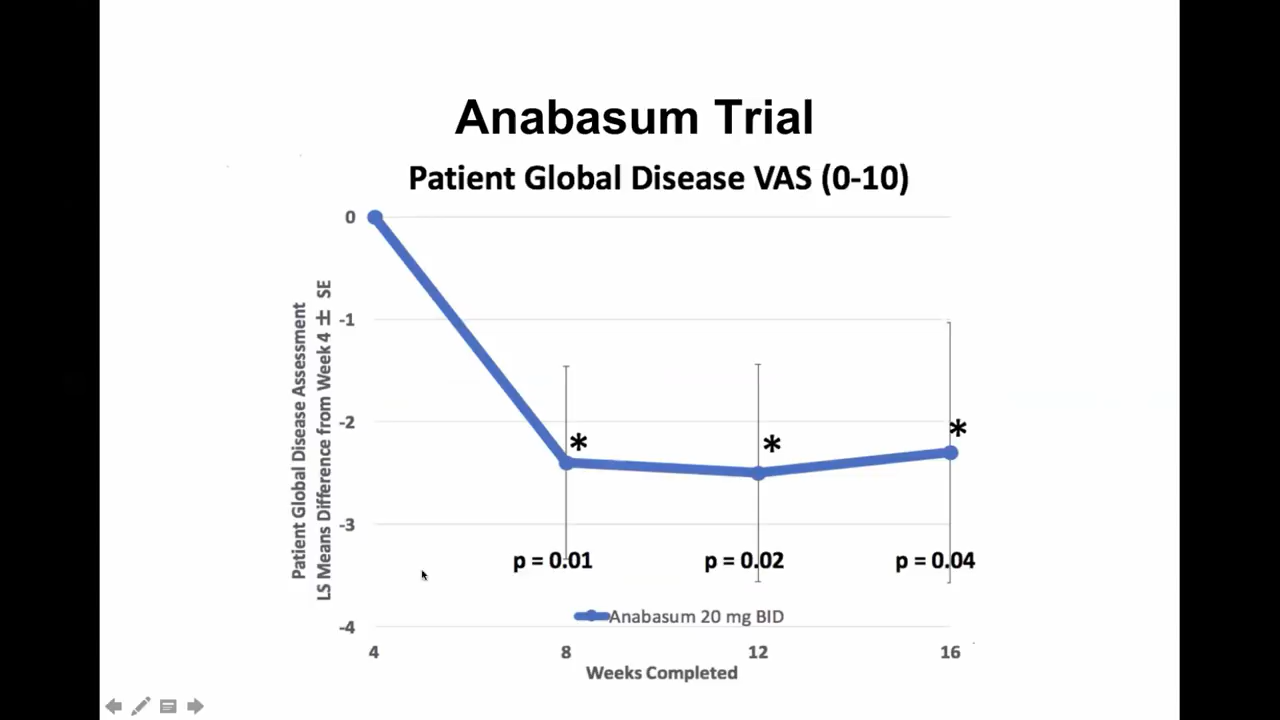 Anabasum Trial
Patient Global Disease VAS (0-10)
Patient Global Disease Assessment
LS Means Difference from Week 4 ± SE
0
-1
-2
-3
-4
*
*
*
p = 0.01
p = 0.02
p = 0.04
Anabasum 20 mg BID
4
8
12
16
Weeks Completed